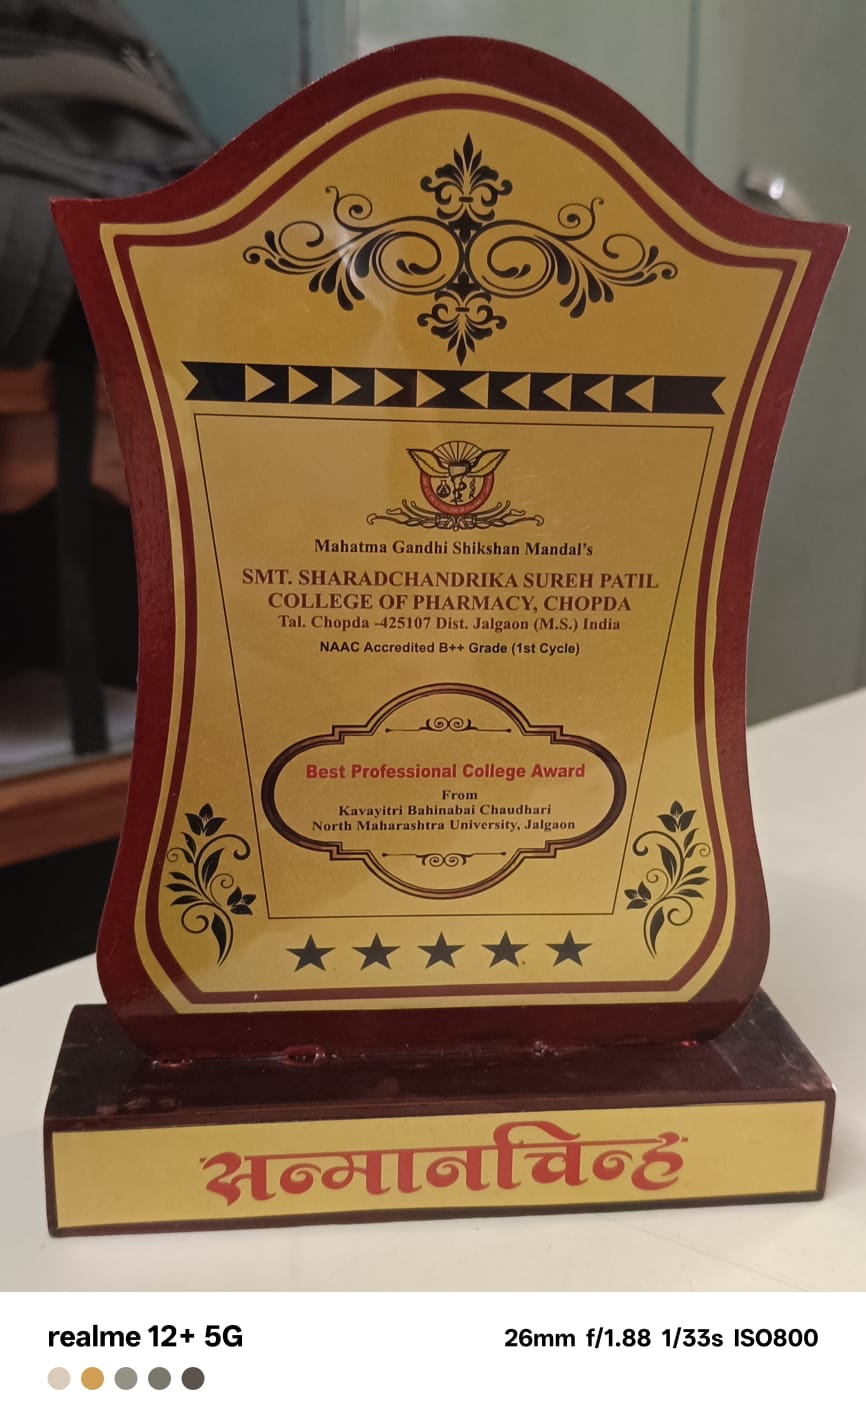 Mahatma Gandhi Shikshan Mandal's
SMT. SHARADCHANDRIKA SUREH PATIL
COLLEGE OF PHARMACY, CHOPDA
Tal. Chopda -425107 Dist. Jalgaon (M.S.) India
NAAC Accredited B++ Grade (1st Cycle)
Best Professional College Award
From
Kavayitri Bahinabai Chaudhari
North Maharashtra University, Jalgaon
सन्मानचिन्ह
realme 12+ 5G
26mm f/1.88 1/33s ISO800